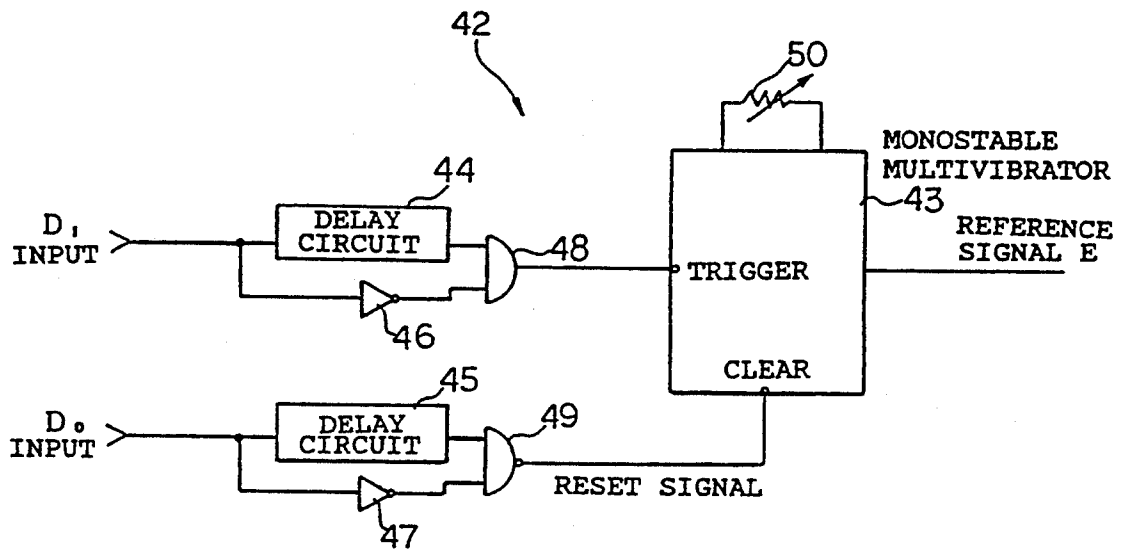 42
50
MONOSTABLE
MULTIVIBRATOR
43
44
DELAY
CIRCUIT
D₁
INPUT
48
REFERENCE
SIGNAL E
TRIGGER
46
CLEAR
45
DELAY
CIRCUIT
D₀
INPUT
49
RESET SIGNAL
47